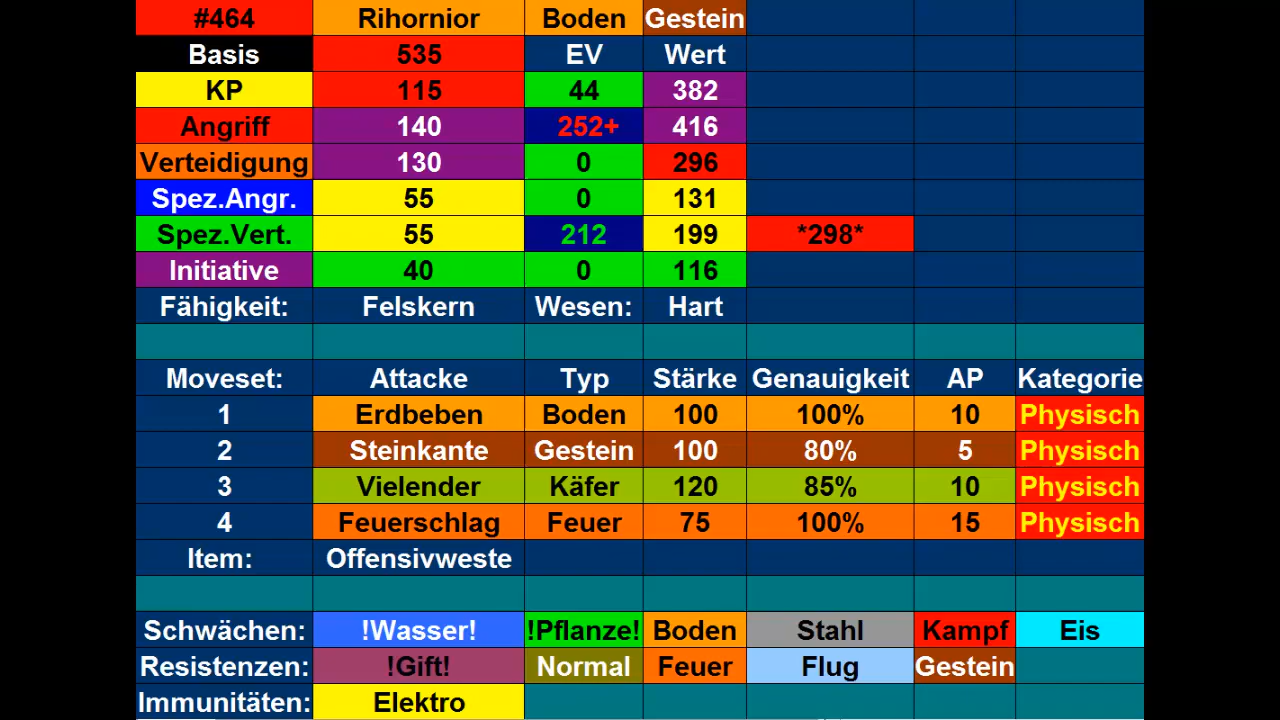 #464 Rihornior Boden Gestein
Basis 535 EV Wert
KP 115 44 382
Angriff 140 252+ 416
Verteidigung 130 0 296
Spez.Angr. 55 0 131
Spez.Vert. 55 212 199 *298*
Initiative 40 0 116
Fähigkeit: Felskern Wesen: Hart
Moveset: Attacke Typ Stärke Genauigkeit AP Kategorie
1 Erdbeben Boden 100 100% 10 Physisch
2 Steinkante Gestein 100 80% 5 Physisch
3 Vielender Käfer 120 85% 10 Physisch
4 Feuerschlag Feuer 75 100% 15 Physisch
Item: Offensivweste
Schwächen: !Wasser! !Pflanze! Boden Stahl Kampf Eis
Resistenzen: !Gift! Normal Feuer Flug Gestein
Immunitäten: Elektro